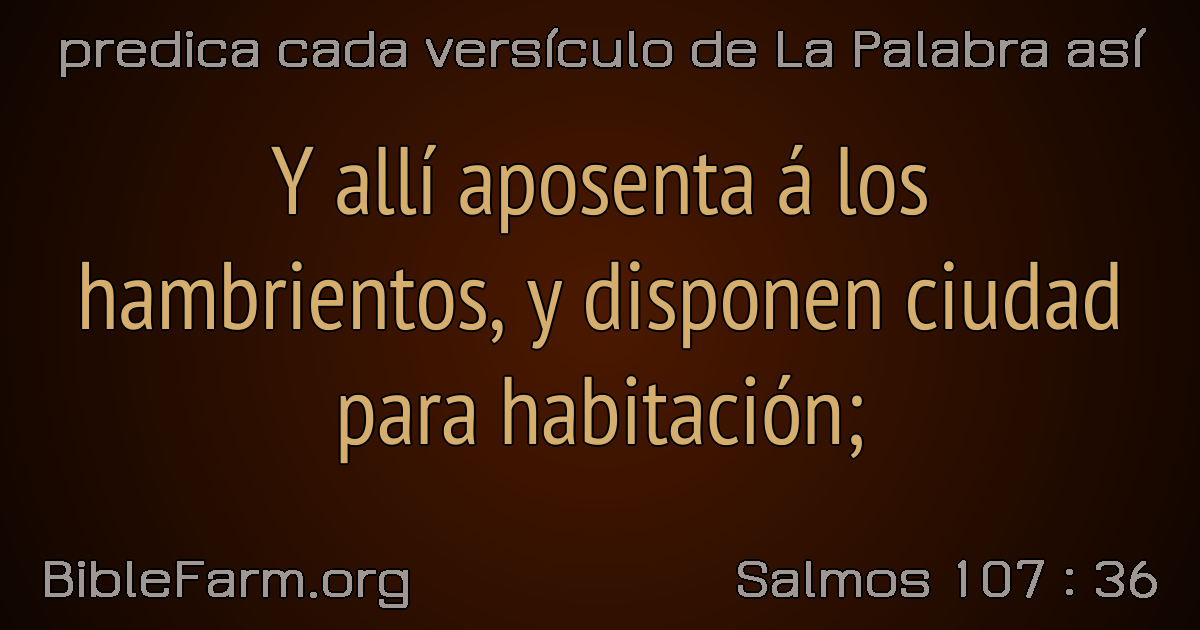 predica cada versículo de La Palabra así
Y allí aposenta á los
hambrientos, y disponen ciudad
para habitación;
BibleFarm.org
Salmos 107 : 36